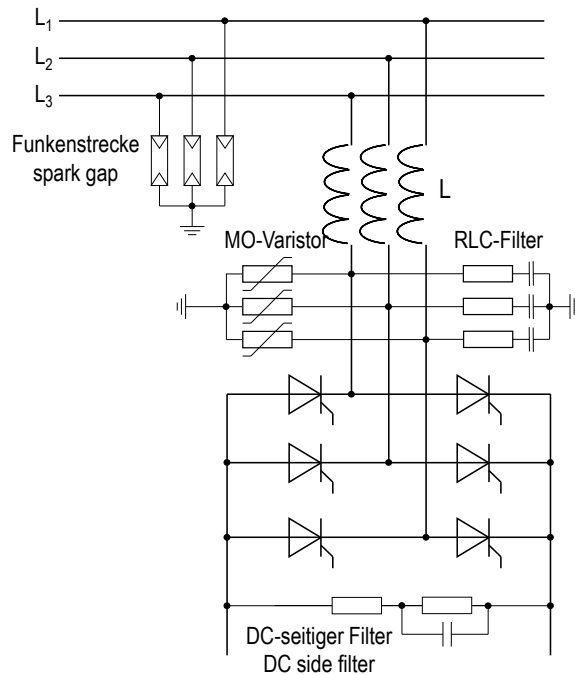 L1
L2
L3
Funkenstrecke
spark gap
L
MO-Varistor
RLC-Filter
DC-seitiger Filter
DC side filter